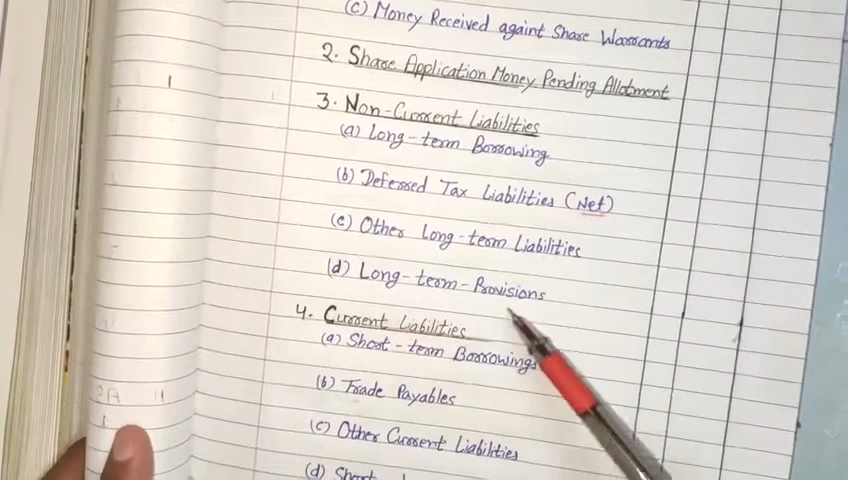 (c) Money Received againt Share Warrants
2. Share Application Money Pending Allotment
3. Non-Current Liabilities
(a) Long-term Borrowing
(b) Deferred Tax Liabilities (Net)
(c) Other Long-term Liabilities
(d) Long-term-Provisions
4. Current Liabilities
(a) Short-term Borrowings
(b) Trade Payables
(c) Other Current Liabilities
(d) Short